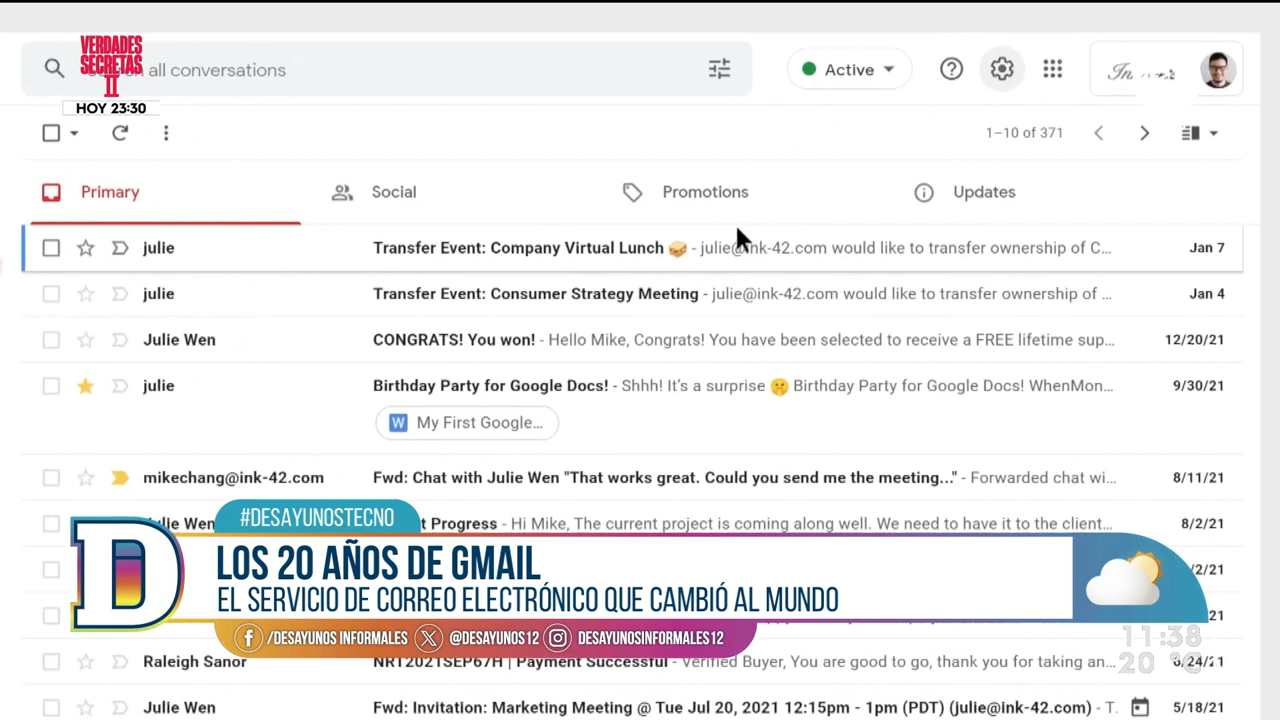 VERDADES
SECRETAS
II
HOY 23:30
all conversations
Active
1–10 of 371
Primary
Social
Promotions
Updates
julie Transfer Event: Company Virtual Lunch 🥪 - julie@ink-42.com would like to transfer ownership of C... Jan 7
julie Transfer Event: Consumer Strategy Meeting - julie@ink-42.com would like to transfer ownership of ... Jan 4
Julie Wen CONGRATS! You won! - Hello Mike, Congrats! You have been selected to receive a FREE lifetime sup... 12/20/21
julie Birthday Party for Google Docs! - Shhh! It's a surprise 🤫 Birthday Party for Google Docs! WhenMon... 9/30/21
W My First Google...
mikechang@ink-42.com Fwd: Chat with Julie Wen "That works great. Could you send me the meeting..." - Forwarded chat wi... 8/11/21
Progress - Hi Mike, The current project is coming along well. We need to have it to the client... 8/2/21
#DESAYUNOSTECNO
D
LOS 20 AÑOS DE GMAIL
EL SERVICIO DE CORREO ELECTRÓNICO QUE CAMBIÓ AL MUNDO
/DESAYUNOS INFORMALES @DESAYUNOS12 DESAYUNOSINFORMALES12
11:38
20 °C
Raleigh Sanor NRT2021SEP67H | Payment Successful - Verified Buyer, You are good to go, thank you for taking an...
Julie Wen Fwd: Invitation: Marketing Meeting @ Tue Jul 20, 2021 12:15pm - 1pm (PDT) (julie@ink-42.com) - T. 5/18/21